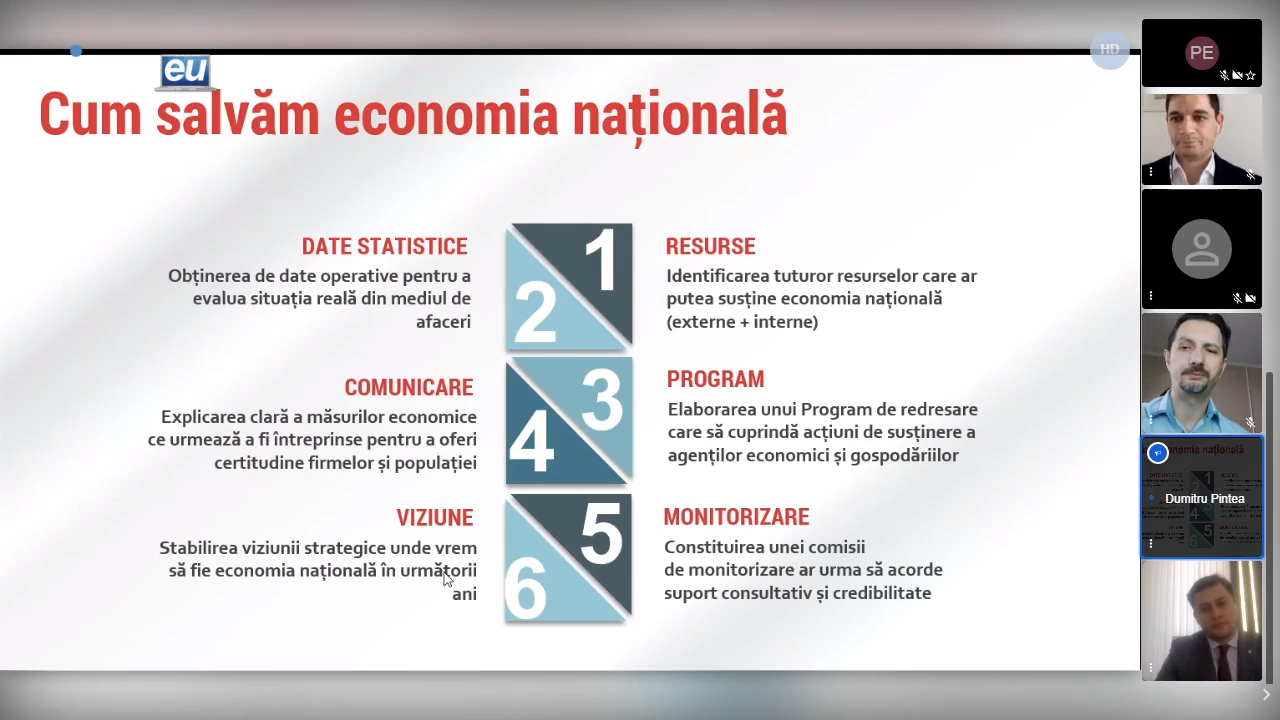 HD
eu
Cum salvăm economia națională
DATE STATISTICE
Obținerea de date operative pentru a
evalua situația reală din mediul de
afaceri
1
2
RESURSE
Identificarea tuturor resurselor care ar
putea susține economia națională
(externe + interne)
COMUNICARE
Explicarea clară a măsurilor economice
ce urmează a fi întreprinse pentru a oferi
certitudine firmelor și populației
3
4
PROGRAM
Elaborarea unui Program de redresare
care să cuprindă acțiuni de susținere a
agenților economici și gospodăriilor
VIZIUNE
Stabilirea viziunii strategice unde vrem
să fie economia națională în următorii
ani
5
6
MONITORIZARE
Constituirea unei comisii
de monitorizare ar urma să acorde
suport consultativ și credibilitate
PE
Dumitru Pintea